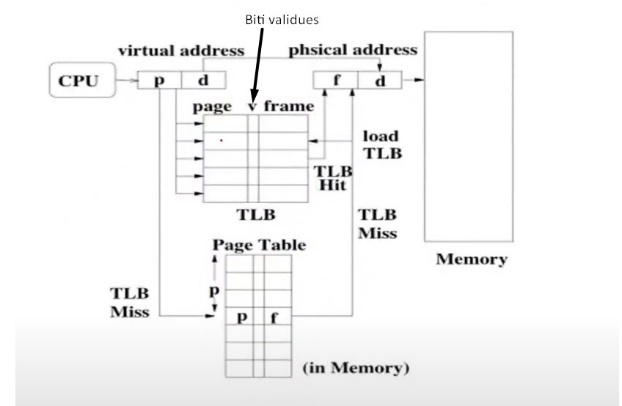 Biti validues
virtual address
phsical address
CPU
p d
f d
page v frame
load
TLB
TLB
Hit
TLB
TLB
Miss
Memory
Page Table
TLB
Miss
p
p f
(in Memory)